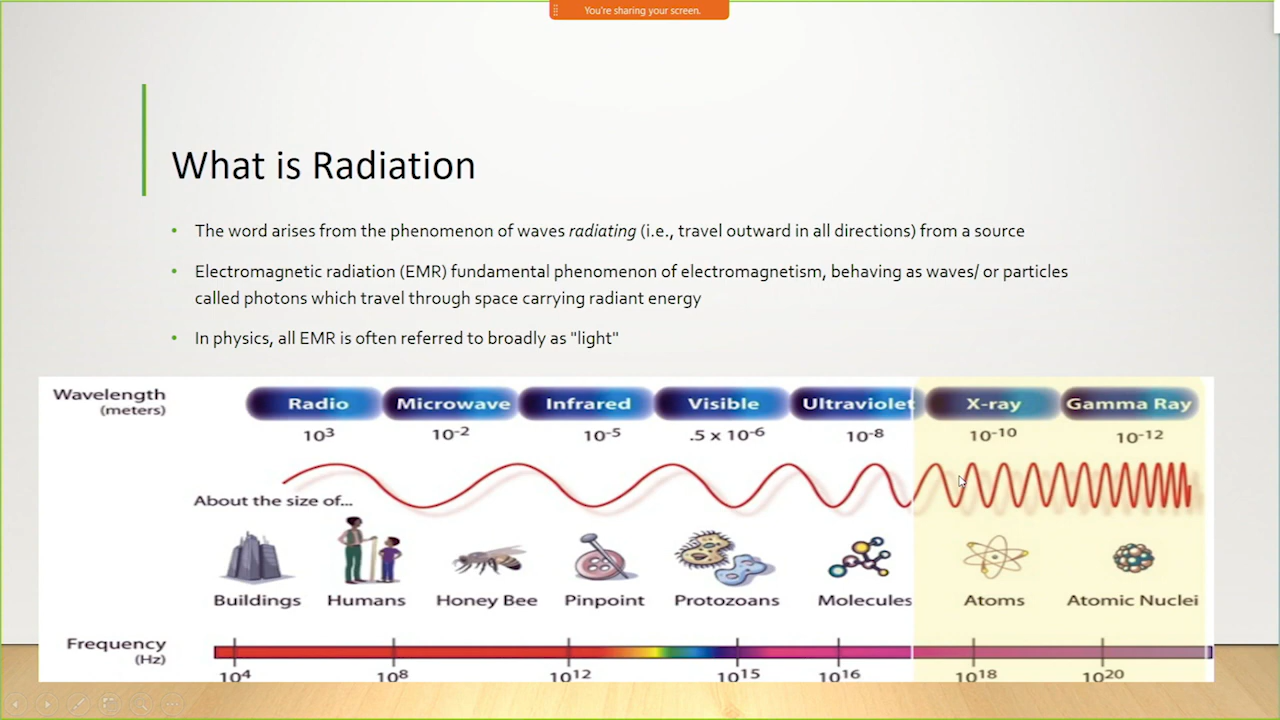 You're sharing your screen.
What is Radiation
• The word arises from the phenomenon of waves radiating (i.e., travel outward in all directions) from a source
• Electromagnetic radiation (EMR) fundamental phenomenon of electromagnetism, behaving as waves/ or particles
called photons which travel through space carrying radiant energy
• In physics, all EMR is often referred to broadly as "light"
Wavelength
(meters)
Radio Microwave Infrared Visible Ultraviolet X-ray Gamma Ray
10³ 10⁻² 10⁻⁵ .5 x 10⁻⁶ 10⁻⁸ 10⁻¹⁰ 10⁻¹²
About the size of...
Buildings Humans Honey Bee Pinpoint Protozoans Molecules Atoms Atomic Nuclei
Frequency
(Hz)
10⁴ 10⁸ 10¹² 10¹⁵ 10¹⁶ 10¹⁸ 10²⁰